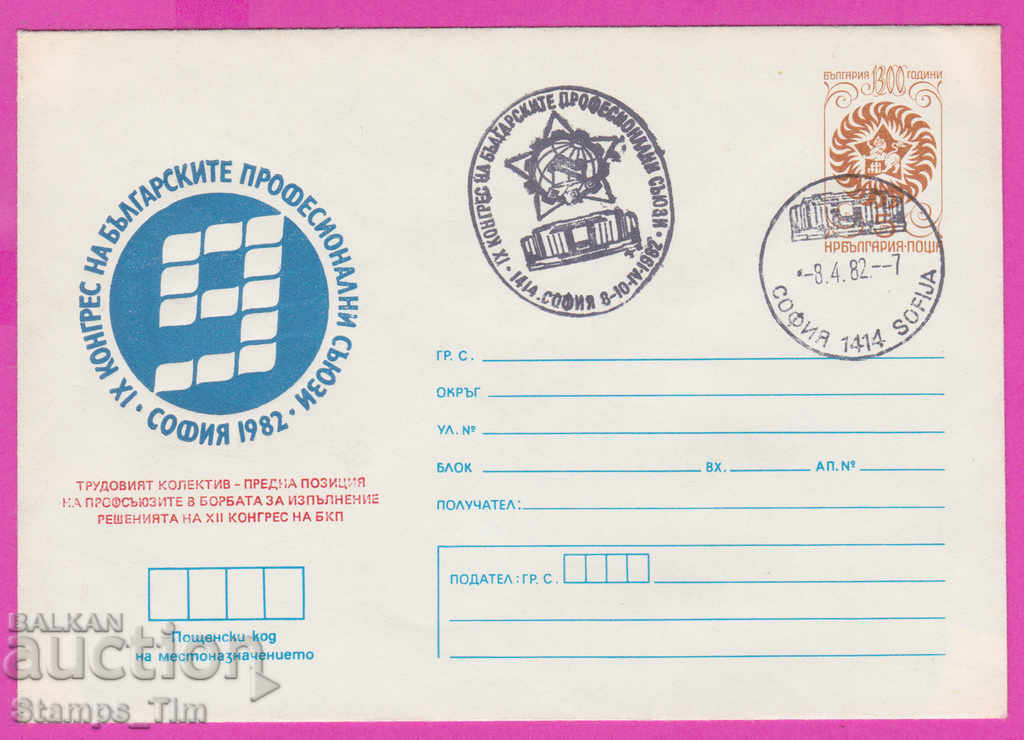 БЪЛГАРИЯ 1300 ГОДИНИ
НР БЪЛГАРИЯ·ПОЩА
IX КОНГРЕС НА БЪЛГАРСКИТЕ ПРОФЕСИОНАЛНИ СЪЮЗИ ·
1414. СОФИЯ 8-10-IV-1982
-8.4.82.--7
СОФИЯ 1414 SOFIJA
IX КОНГРЕС НА БЪЛГАРСКИТЕ ПРОФЕСИОНАЛНИ СЪЮЗИ ·
СОФИЯ 1982 ·
ТРУДОВИЯТ КОЛЕКТИВ – ПРЕДНА ПОЗИЦИЯ
НА ПРОФСЪЮЗИТЕ В БОРБАТА ЗА ИЗПЪЛНЕНИЕ
РЕШЕНИЯТА НА XII КОНГРЕС НА БКП
Пощенски код
на местоназначението
ГР. С.
ОКРЪГ
УЛ. №
БЛОК ВХ. АП. №
ПОЛУЧАТЕЛ:
ПОДАТЕЛ: ГР. С.
BALKAN
auction
Stamps_Tim